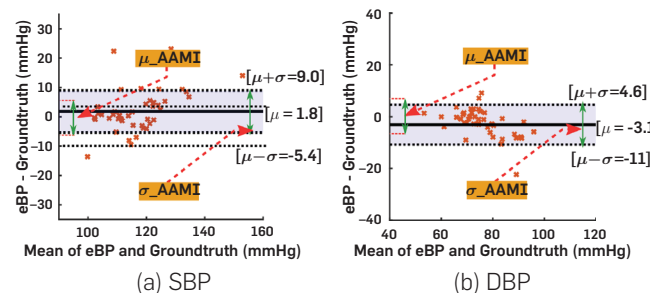 eBP - Groundtruth (mmHg)
30
20
10
0
-10
-20
-30
100
120
140
160
Mean of eBP and Groundtruth (mmHg)
μ_AAMI
σ_AAMI
[μ+σ=9.0]
[μ = 1.8]
[μ−σ=-5.4]
(a) SBP
eBP - Groundtruth (mmHg)
40
20
0
-20
-40
40
60
80
100
120
Mean of eBP and Groundtruth (mmHg)
μ_AAMI
σ_AAMI
[μ+σ=4.6]
[μ = -3.1
[μ−σ=-11]
(b) DBP